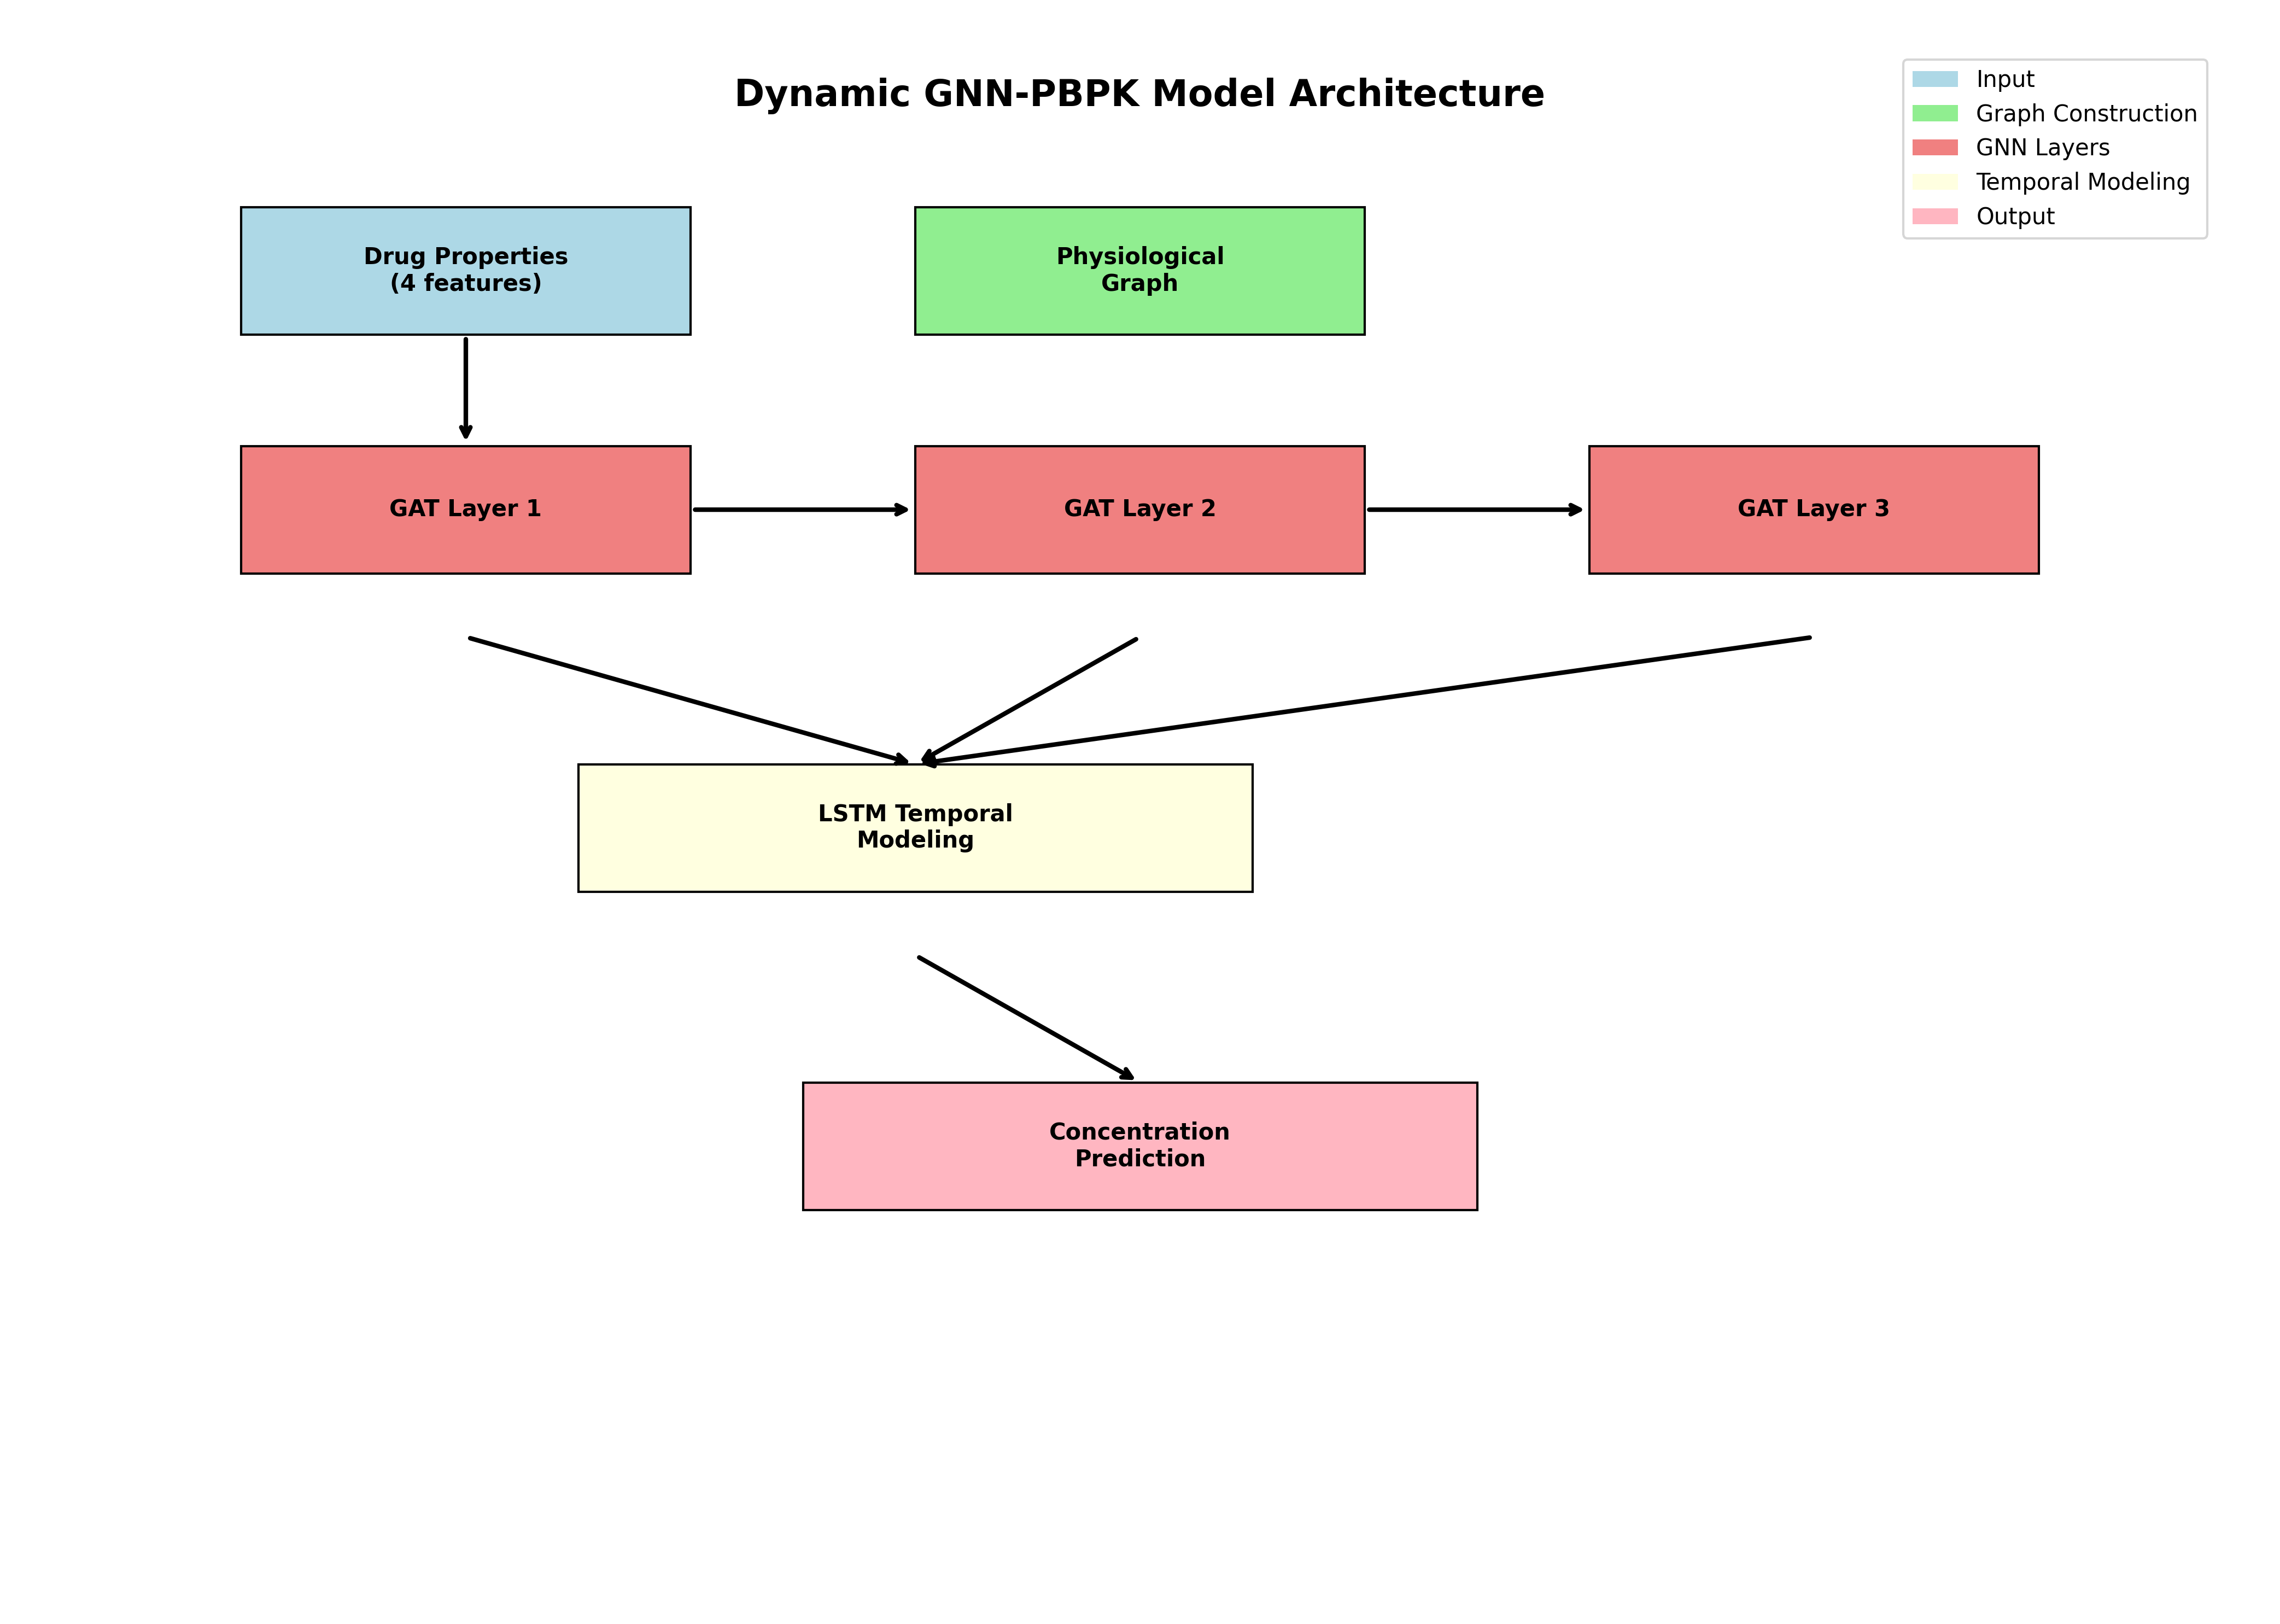 Dynamic GNN-PBPK Model Architecture
Input
Graph Construction
GNN Layers
Temporal Modeling
Output
Drug Properties
(4 features)
Physiological
Graph
GAT Layer 1
GAT Layer 2
GAT Layer 3
LSTM Temporal
Modeling
Concentration
Prediction